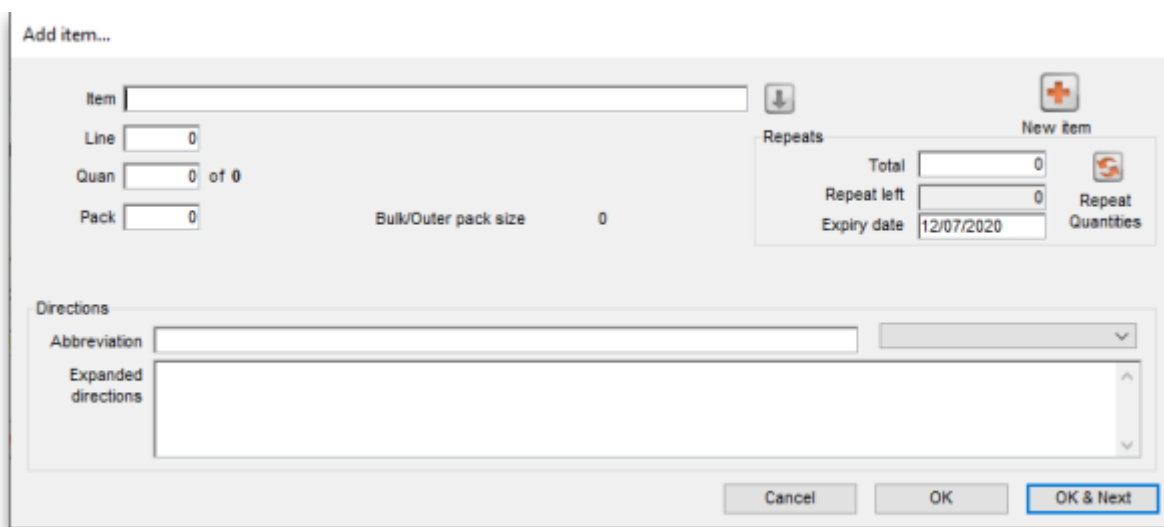 Add item...
Item
New item
Line 0
Repeats
Quan 0 of 0
Total 0
Repeat left 0
Repeat Quantities
Pack 0 Bulk/Outer pack size 0
Expiry date 12/07/2020
Directions
Abbreviation
Expanded
directions
Cancel OK OK & Next